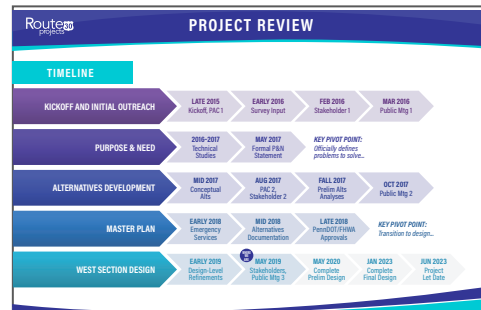 Route 30
projects
PROJECT REVIEW
TIMELINE
KICKOFF AND INITIAL OUTREACH
LATE 2015
Kickoff, PAC 1
EARLY 2016
Survey Input
FEB 2016
Stakeholder 1
MAR 2016
Public Mtg 1
PURPOSE & NEED
2016-2017
Technical
Studies
MAY 2017
Formal P&N
Statement
KEY PIVOT POINT:
Officially defines
problems to solve...
ALTERNATIVES DEVELOPMENT
MID 2017
Conceptual
Alts
AUG 2017
PAC 2,
Stakeholder 2
FALL 2017
Prelim Alts
Analyses
OCT 2017
Public Mtg 2
MASTER PLAN
EARLY 2018
Emergency
Services
MID 2018
Alternatives
Documentation
LATE 2018
PennDOT/FHWA
Approvals
KEY PIVOT POINT:
Transition to design...
WEST SECTION DESIGN
EARLY 2019
Design-Level
Refinements
MAY 2019
Stakeholders,
Public Mtg 3
MAY 2020
Complete
Prelim Design
JAN 2023
Complete
Final Design
JUN 2023
Project
Let Date